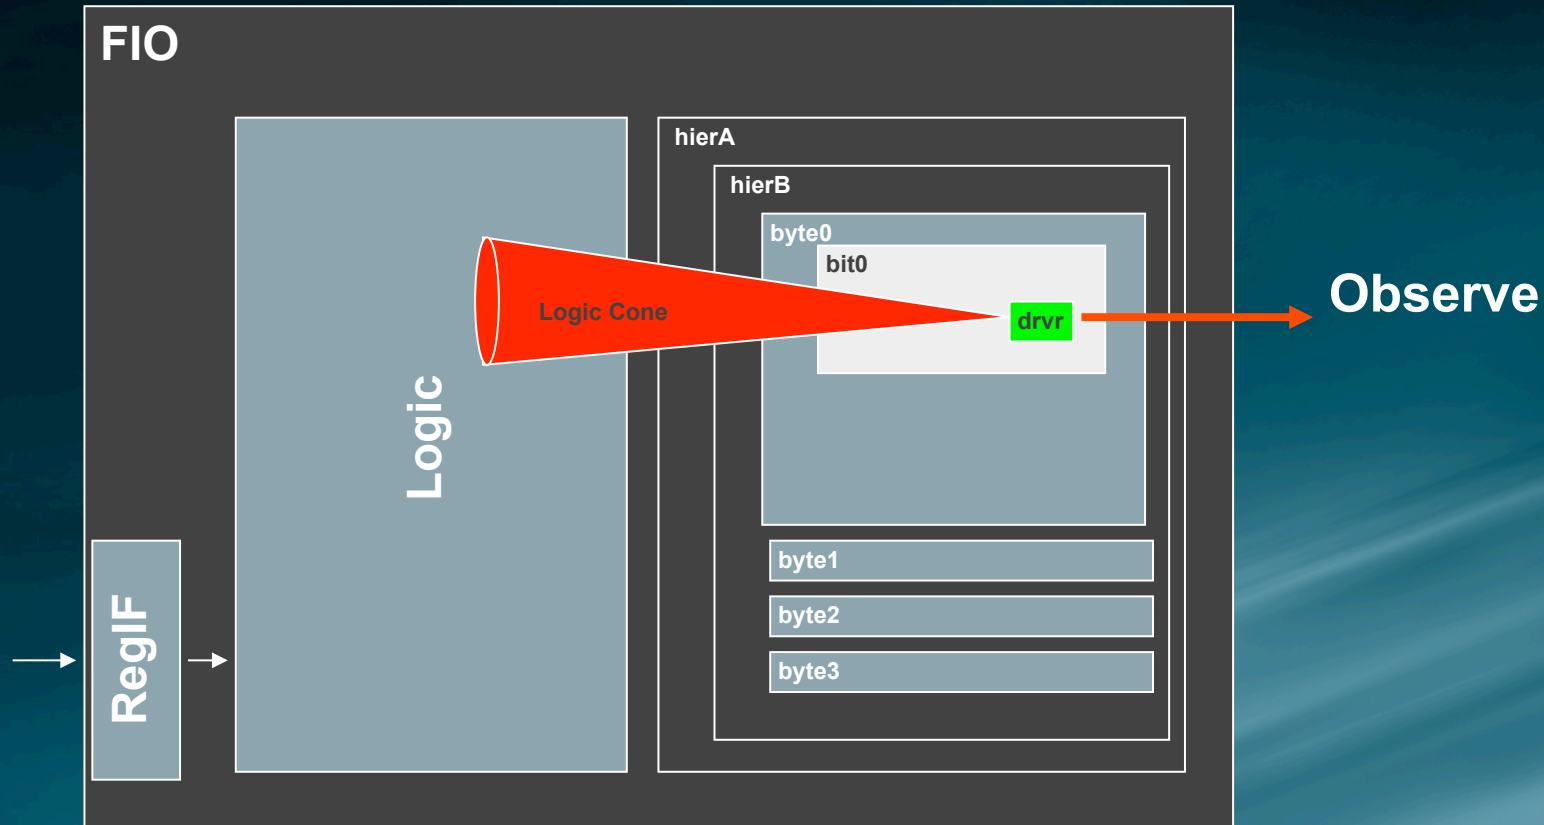 FIO
hierA
hierB
byte0
bit0
Logic Cone
drvr
Observe
Logic
byte1
byte2
byte3
RegIF